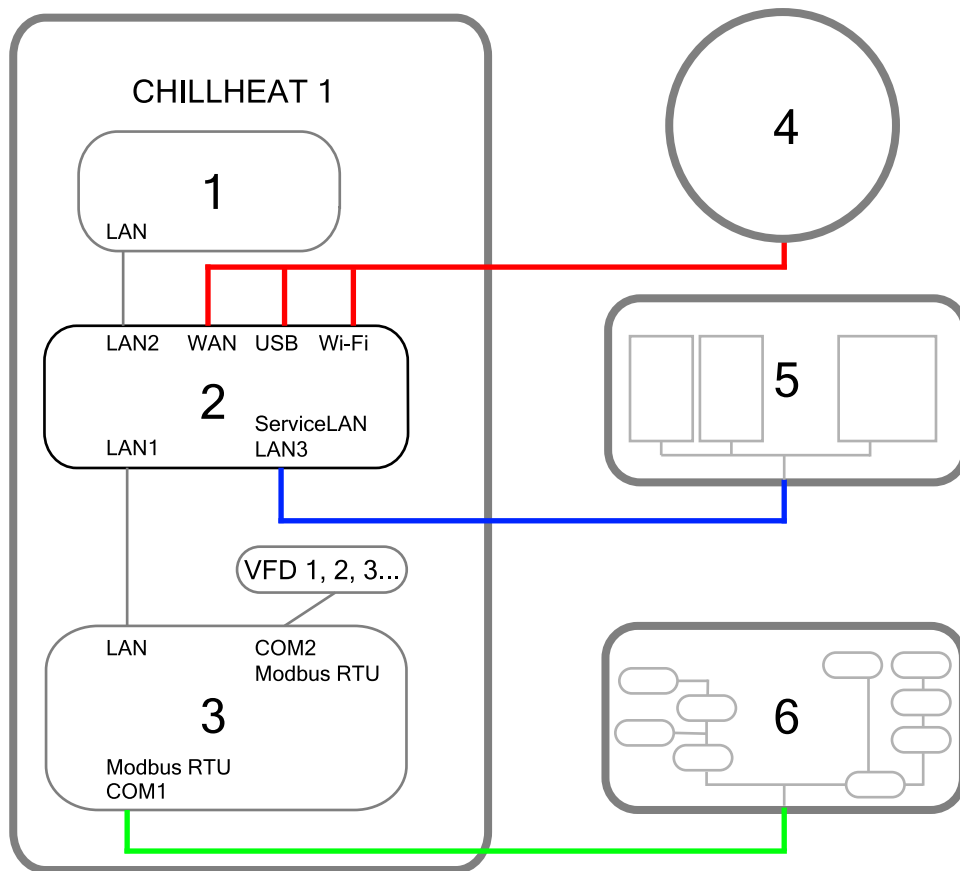 CHILLHEAT 1
1
LAN
4
LAN2 WAN USB Wi-Fi
2
ServiceLAN
LAN1 LAN3
5
VFD 1, 2, 3...
LAN COM2
Modbus RTU
3
Modbus RTU
COM1
6